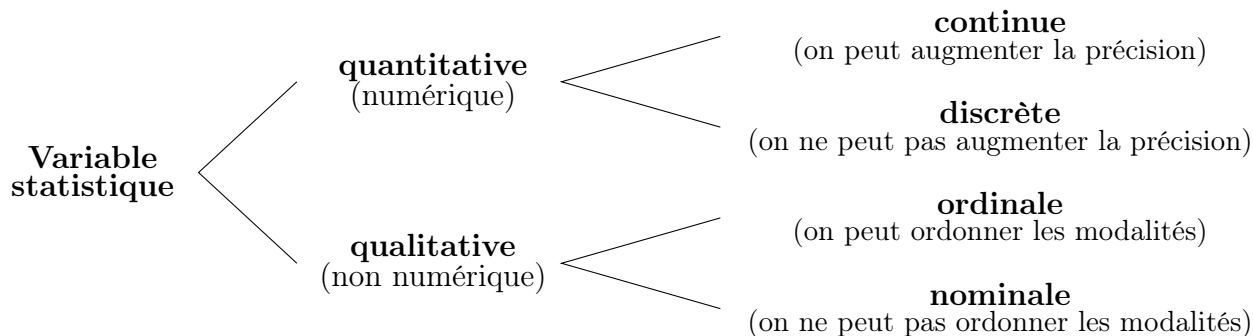 Variable
statistique
quantitative
(numérique)
continue
(on peut augmenter la précision)
discrète
(on ne peut pas augmenter la précision)
qualitative
(non numérique)
ordinale
(on peut ordonner les modalités)
nominale
(on ne peut pas ordonner les modalités)